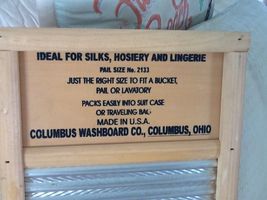 IDEAL FOR SILKS, HOSIERY AND LINGERIE
PAIL SIZE No. 2133
JUST THE RIGHT SIZE TO FIT A BUCKET,
PAIL OR LAVATORY
PACKS EASILY INTO SUIT CASE
OR TRAVELING BAG
MADE IN U.S.A.
COLUMBUS WASHBOARD CO., COLUMBUS, OHIO